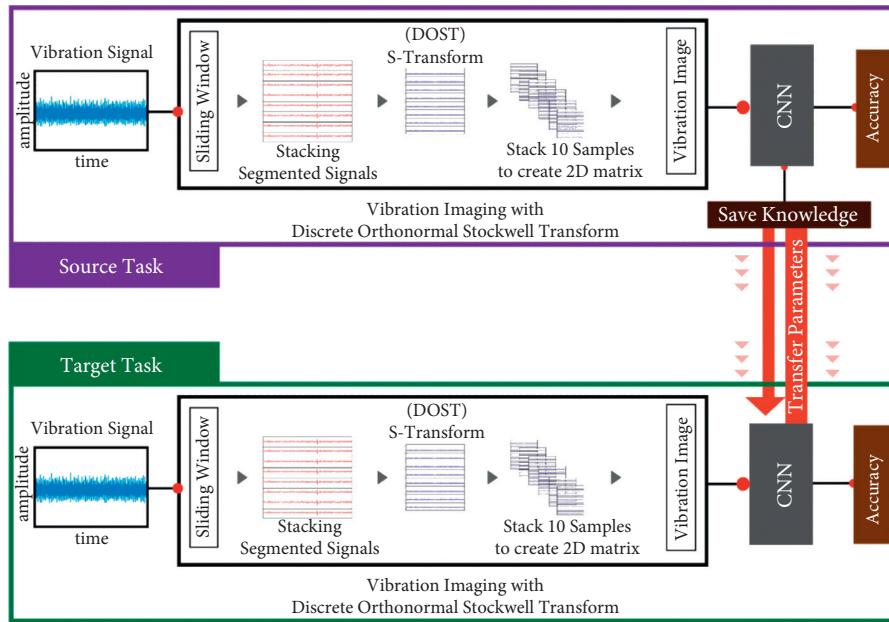 Vibration Signal
amplitude
time
Sliding Window
Stacking
Segmented Signals
(DOST)
S-Transform
Stack 10 Samples
to create 2D matrix
Vibration Image
Vibration Imaging with
Discrete Orthonormal Stockwell Transform
CNN
Accuracy
Save Knowledge
Source Task
Transfer Parameters
Target Task
Vibration Signal
amplitude
time
Sliding Window
Stacking
Segmented Signals
(DOST)
S-Transform
Stack 10 Samples
to create 2D matrix
Vibration Image
Vibration Imaging with
Discrete Orthonormal Stockwell Transform
CNN
Accuracy